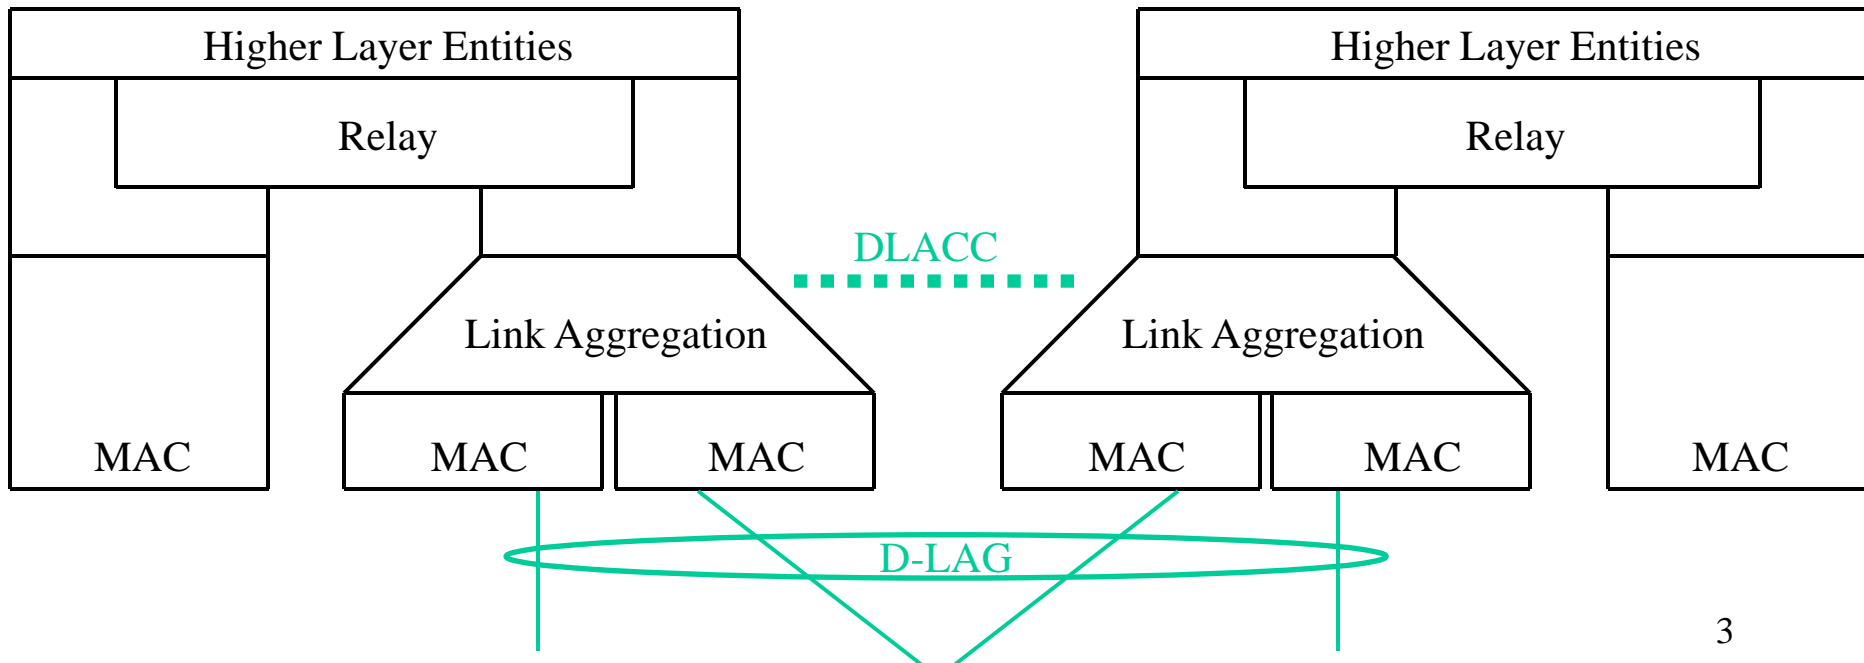 Higher Layer Entities
Higher Layer Entities
Relay
Relay
DLACC
Link Aggregation
Link Aggregation
MAC
MAC
MAC
MAC
MAC
MAC
D-LAG
3